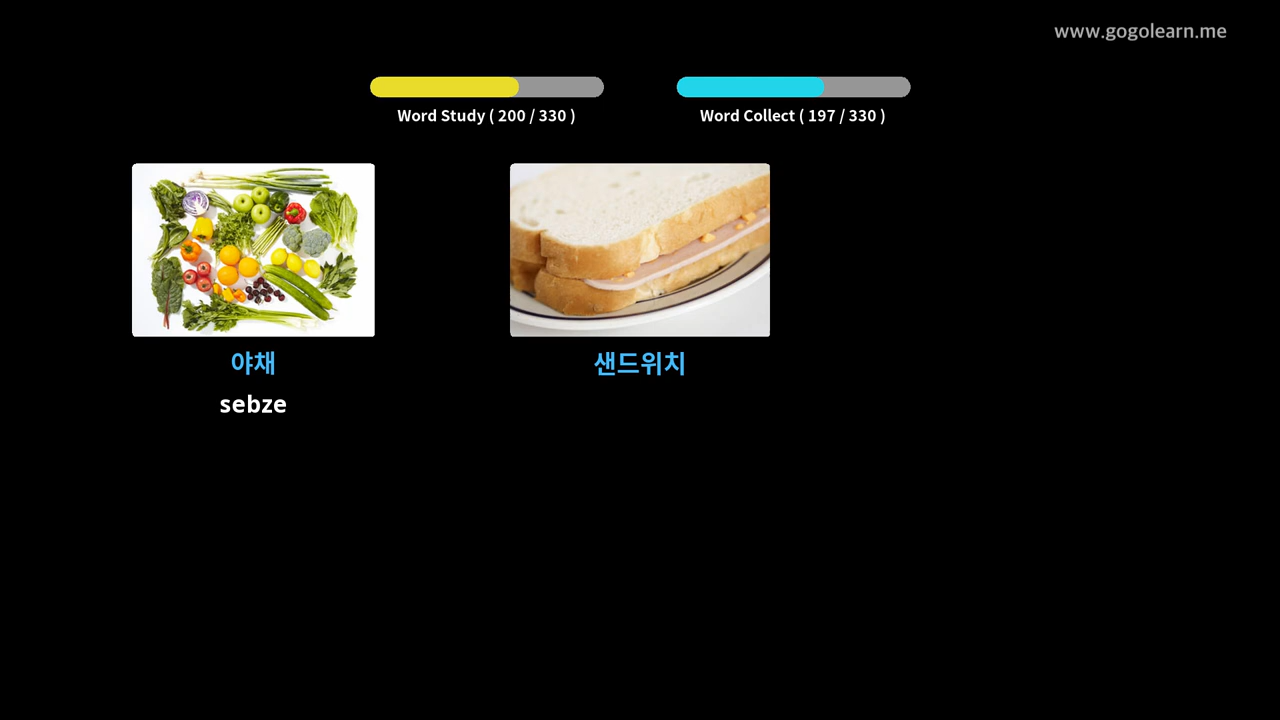 www.gogolearn.me
Word Study ( 200 / 330 )
Word Collect ( 197 / 330 )
야채
샌드위치
sebze